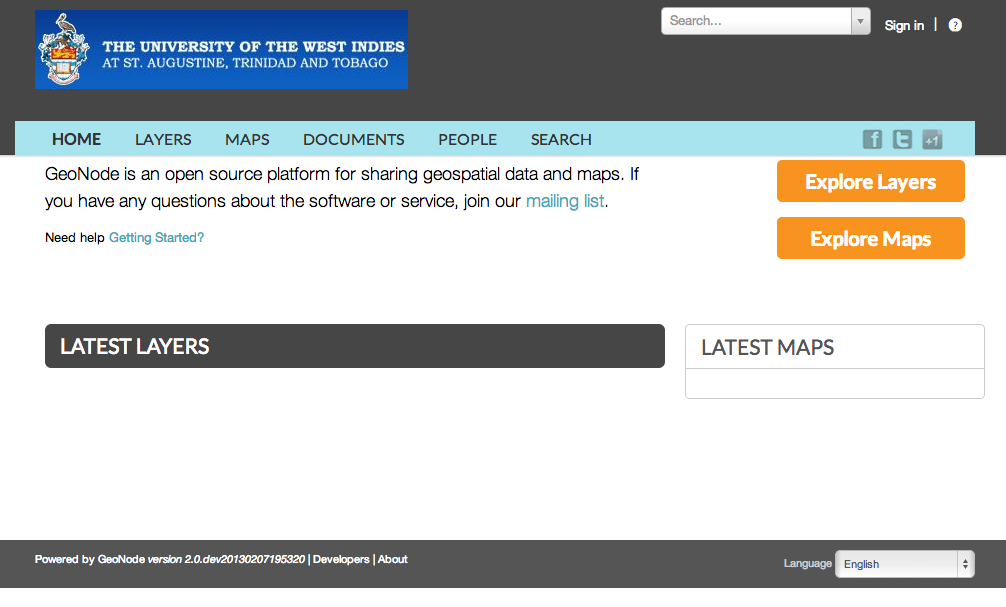 THE UNIVERSITY OF THE WEST INDIES
AT ST. AUGUSTINE, TRINIDAD AND TOBAGO
Search...
Sign in | ?
HOME LAYERS MAPS DOCUMENTS PEOPLE SEARCH f t +1
GeoNode is an open source platform for sharing geospatial data and maps. If
you have any questions about the software or service, join our mailing list.
Need help Getting Started?
Explore Layers
Explore Maps
LATEST LAYERS
LATEST MAPS
Powered by GeoNode version 2.0.dev20130207195320 | Developers | About
Language English